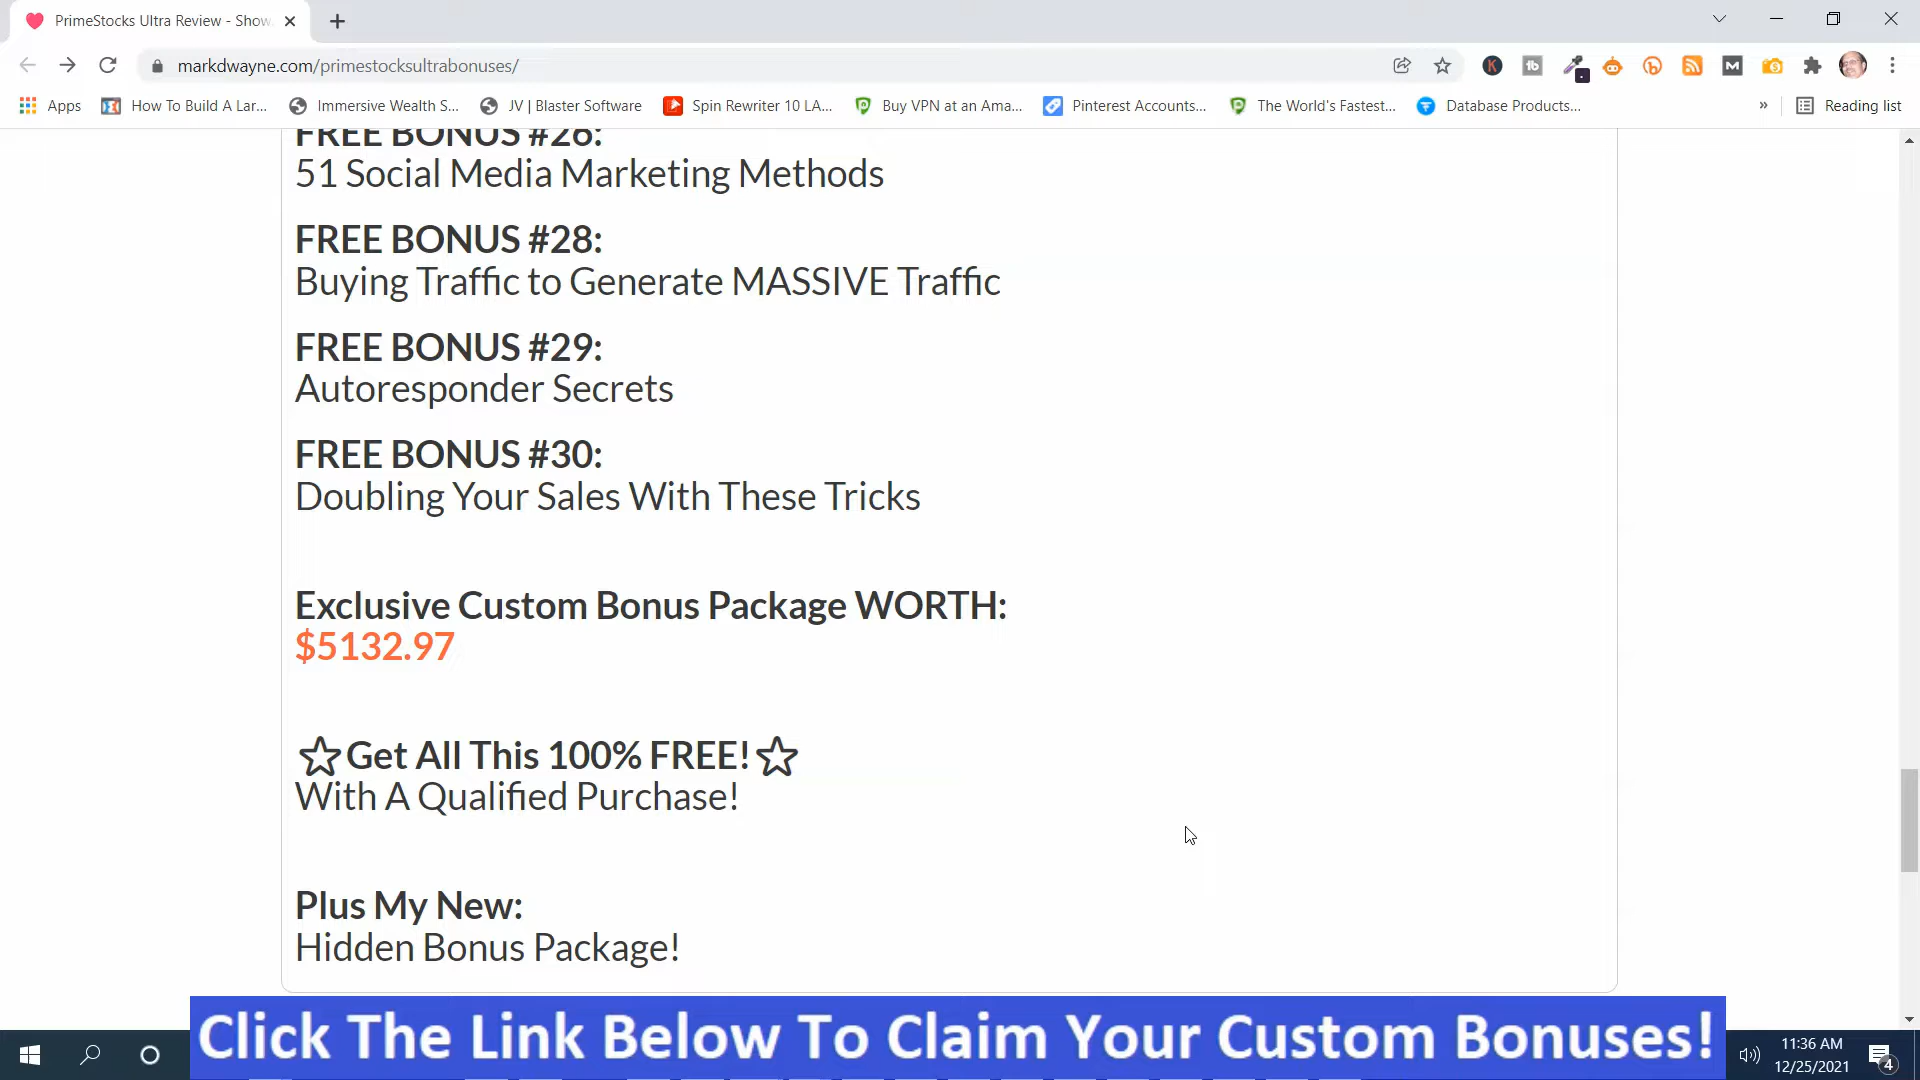 PrimeStocks Ultra Review - Show
markdwayne.com/primestocksultrabonuses/
Apps
How To Build A Lar...
Immersive Wealth S...
JV | Blaster Software
Spin Rewriter 10 LA...
Buy VPN at an Ama...
Pinterest Accounts...
The World's Fastest...
Database Products...
»
Reading list
FREE BONUS #26:
51 Social Media Marketing Methods
FREE BONUS #28:
Buying Traffic to Generate MASSIVE Traffic
FREE BONUS #29:
Autoresponder Secrets
FREE BONUS #30:
Doubling Your Sales With These Tricks
Exclusive Custom Bonus Package WORTH:
$5132.97
☆Get All This 100% FREE!☆
With A Qualified Purchase!
Plus My New:
Hidden Bonus Package!
Click The Link Below To Claim Your Custom Bonuses!
11:36 AM
12/25/2021
4